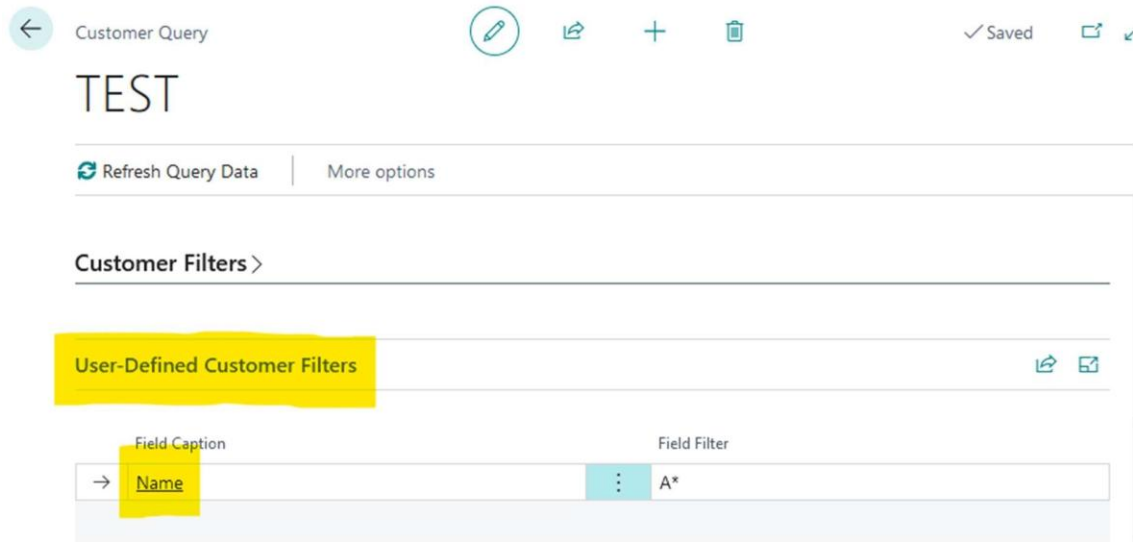 Customer Query
Saved
TEST
Refresh Query Data
More options
Customer Filters
User-Defined Customer Filters
Field Caption
Field Filter
Name
A*